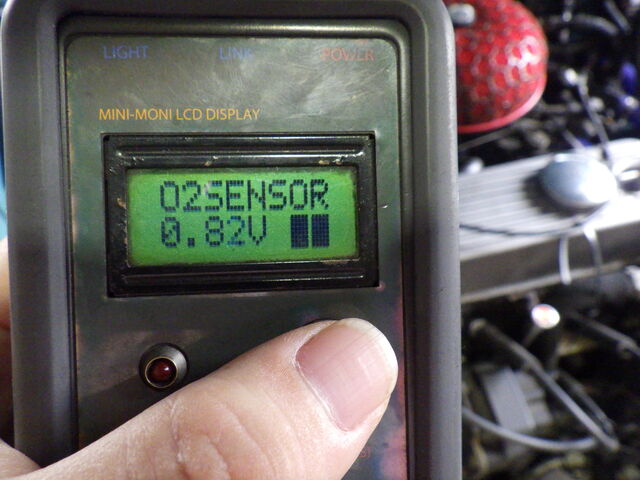 LIGHT LINK POWER
MINI-MONI LCD DISPLAY
O2SENSOR
0.82V